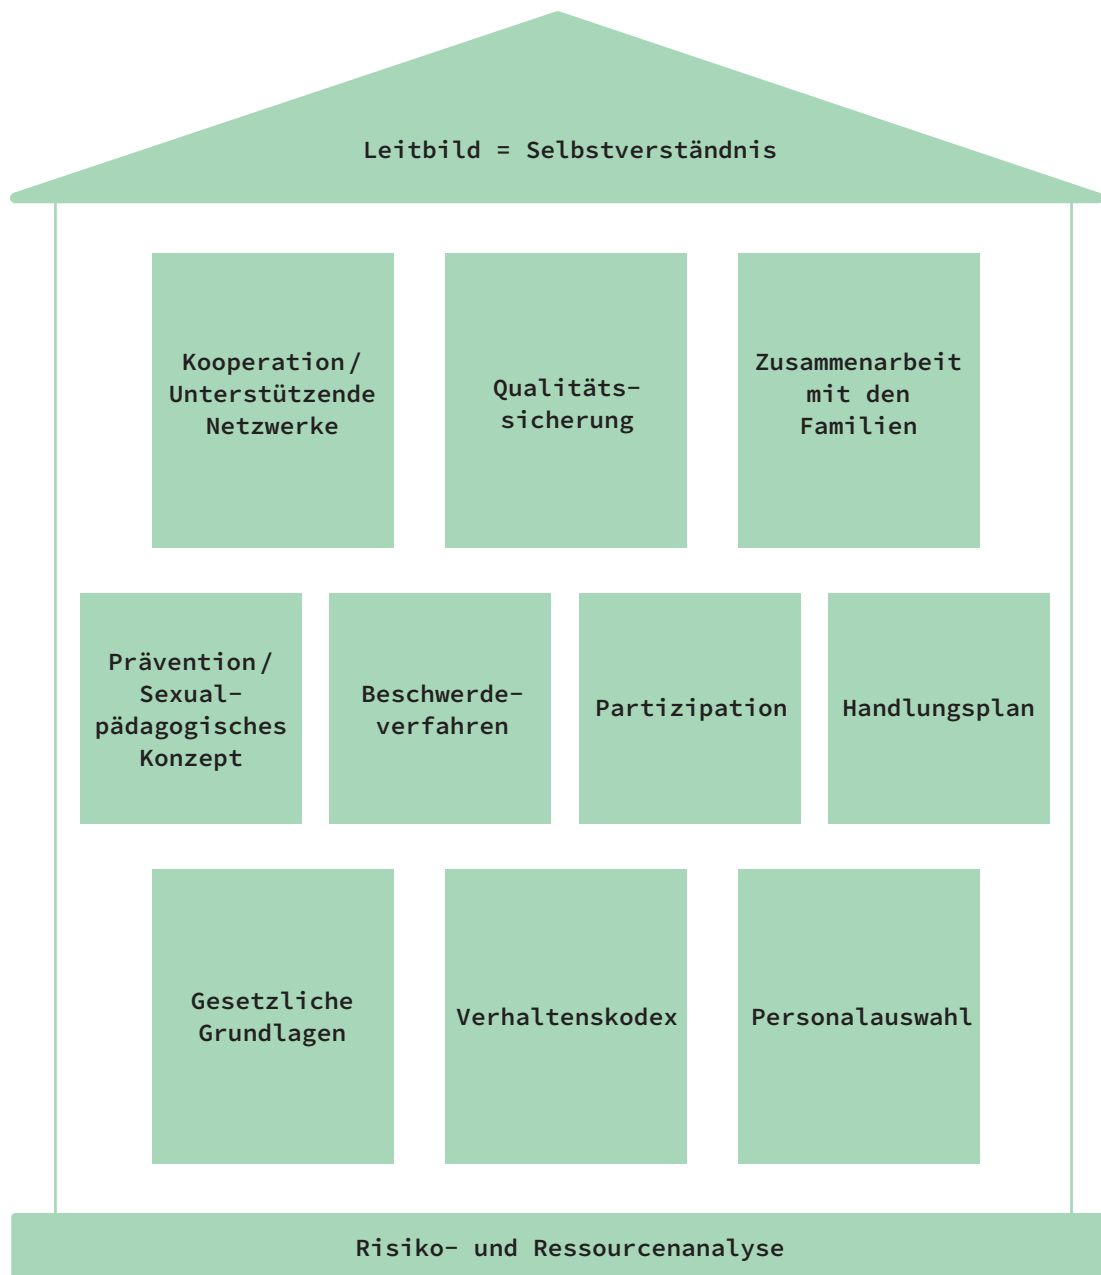 Leitbild = Selbstverständnis
Kooperation/
Unterstützende
Netzwerke
Qualitäts-
sicherung
Zusammenarbeit
mit den
Familien
Prävention/
Sexual-
pädagogisches
Konzept
Beschwerde-
verfahren
Partizipation
Handlungsplan
Gesetzliche
Grundlagen
Verhaltenskodex
Personalauswahl
Risiko- und Ressourcenanalyse